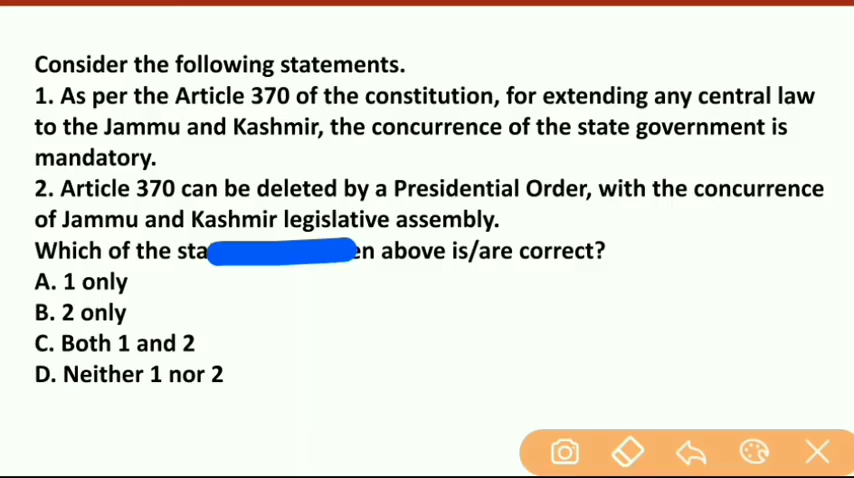 Consider the following statements.
1. As per the Article 370 of the constitution, for extending any central law
to the Jammu and Kashmir, the concurrence of the state government is
mandatory.
2. Article 370 can be deleted by a Presidential Order, with the concurrence
of Jammu and Kashmir legislative assembly.
Which of the above is/are correct?
A. 1 only
B. 2 only
C. Both 1 and 2
D. Neither 1 nor 2